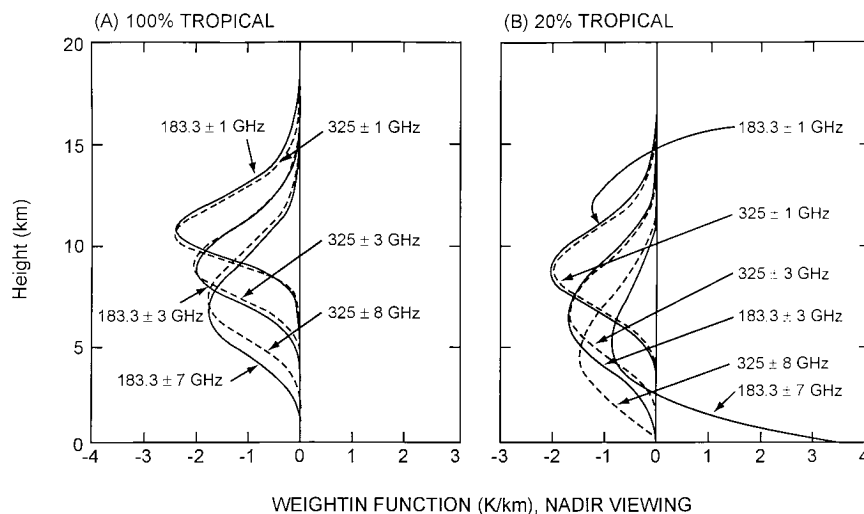 (A) 100% TROPICAL
(B) 20% TROPICAL
20
15
10
5
0
Height (km)
183.3 ± 1 GHz
325 ± 1 GHz
325 ± 3 GHz
183.3 ± 3 GHz
325 ± 8 GHz
183.3 ± 7 GHz
-4 -3 -2 -1 0 1 2 3
183.3 ± 1 GHz
325 ± 1 GHz
325 ± 3 GHz
183.3 ± 3 GHz
325 ± 8 GHz
183.3 ± 7 GHz
-3 -2 -1 0 1 2 3 4
WEIGHTIN FUNCTION (K/km), NADIR VIEWING